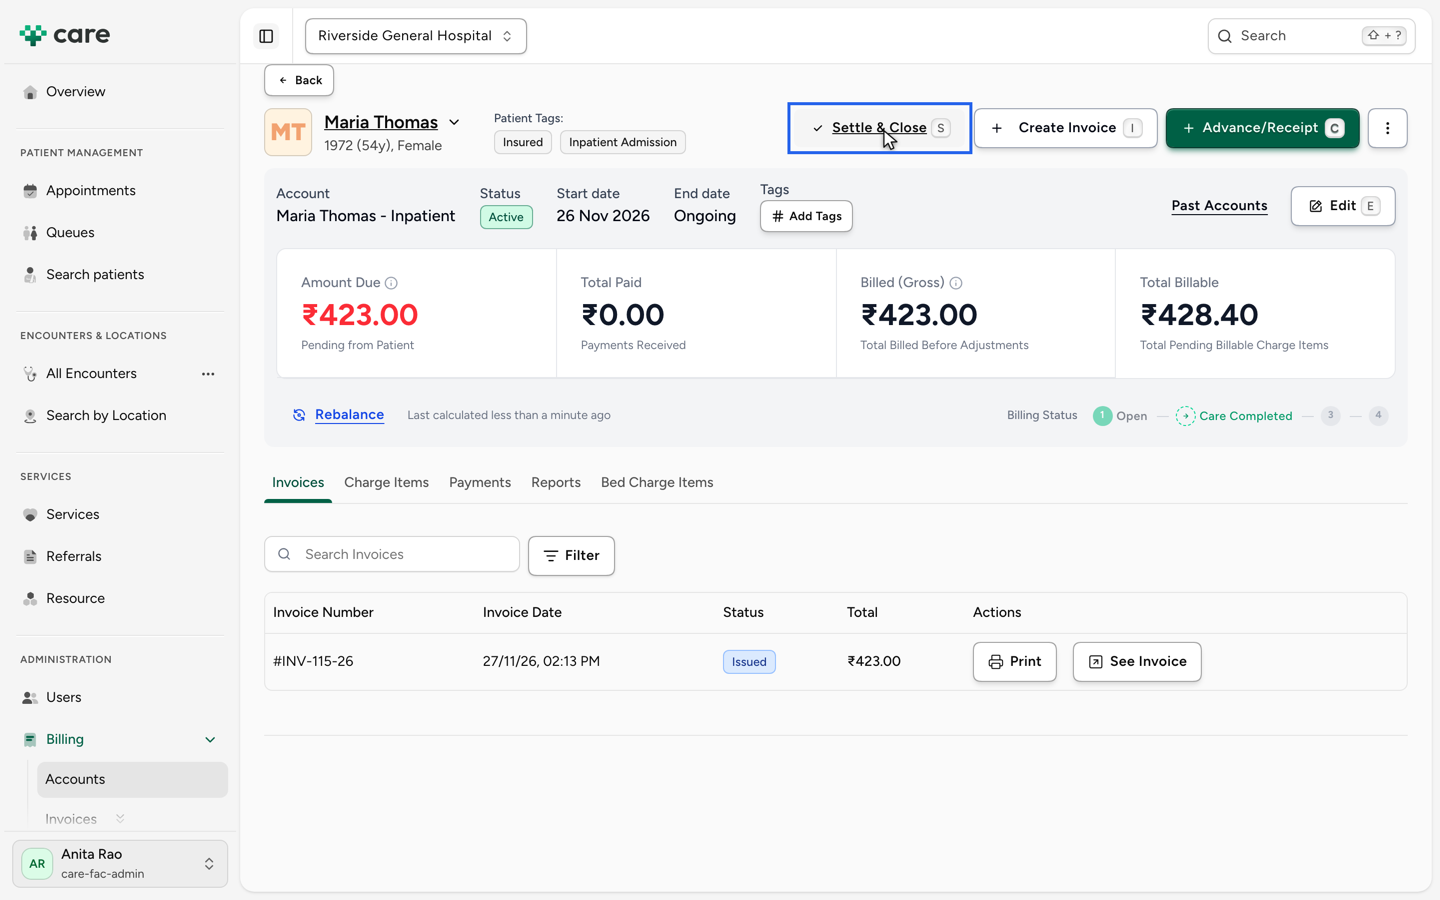 care
Riverside General Hospital
Search
⇧ + ?
Overview
PATIENT MANAGEMENT
Appointments
Queues
Search patients
ENCOUNTERS & LOCATIONS
All Encounters
Search by Location
SERVICES
Services
Referrals
Resource
ADMINISTRATION
Users
Billing
Accounts
Invoices
AR
Anita Rao
care-fac-admin
Back
MT
Maria Thomas
1972 (54y), Female
Patient Tags:
Insured
Inpatient Admission
Settle & Close S
Create Invoice I
Advance/Receipt C
Account
Maria Thomas - Inpatient
Status
Active
Start date
26 Nov 2026
End date
Ongoing
Tags
Add Tags
Past Accounts
Edit E
Amount Due
₹423.00
Pending from Patient
Total Paid
₹0.00
Payments Received
Billed (Gross)
₹423.00
Total Billed Before Adjustments
Total Billable
₹428.40
Total Pending Billable Charge Items
Rebalance
Last calculated less than a minute ago
Billing Status 1 Open Care Completed 3 4
Invoices Charge Items Payments Reports Bed Charge Items
Search Invoices
Filter
Invoice Number Invoice Date Status Total Actions
#INV-115-26 27/11/26, 02:13 PM Issued ₹423.00 Print See Invoice